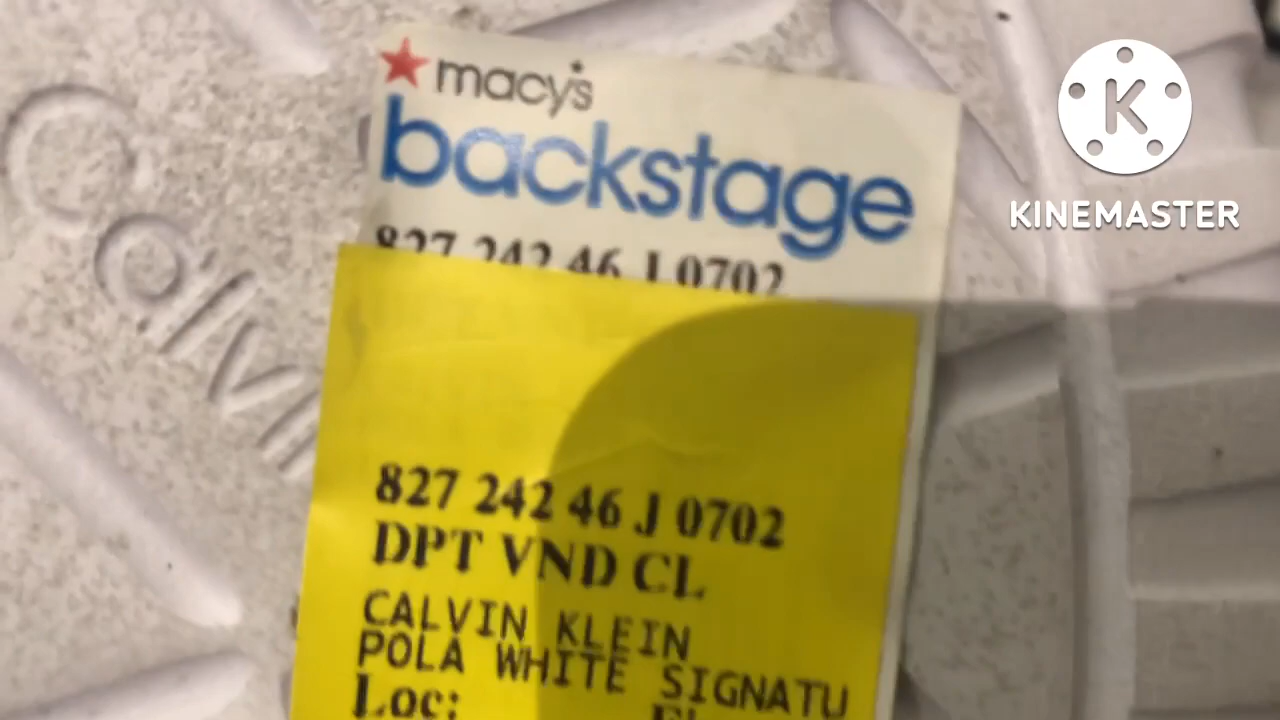 macy's
backstage
827 242 46 J 0702
827 242 46 J 0702
DPT VND CL
CALVIN KLEIN
POLA WHITE SIGNATU
Loc:
Calvin
K
KINEMASTER